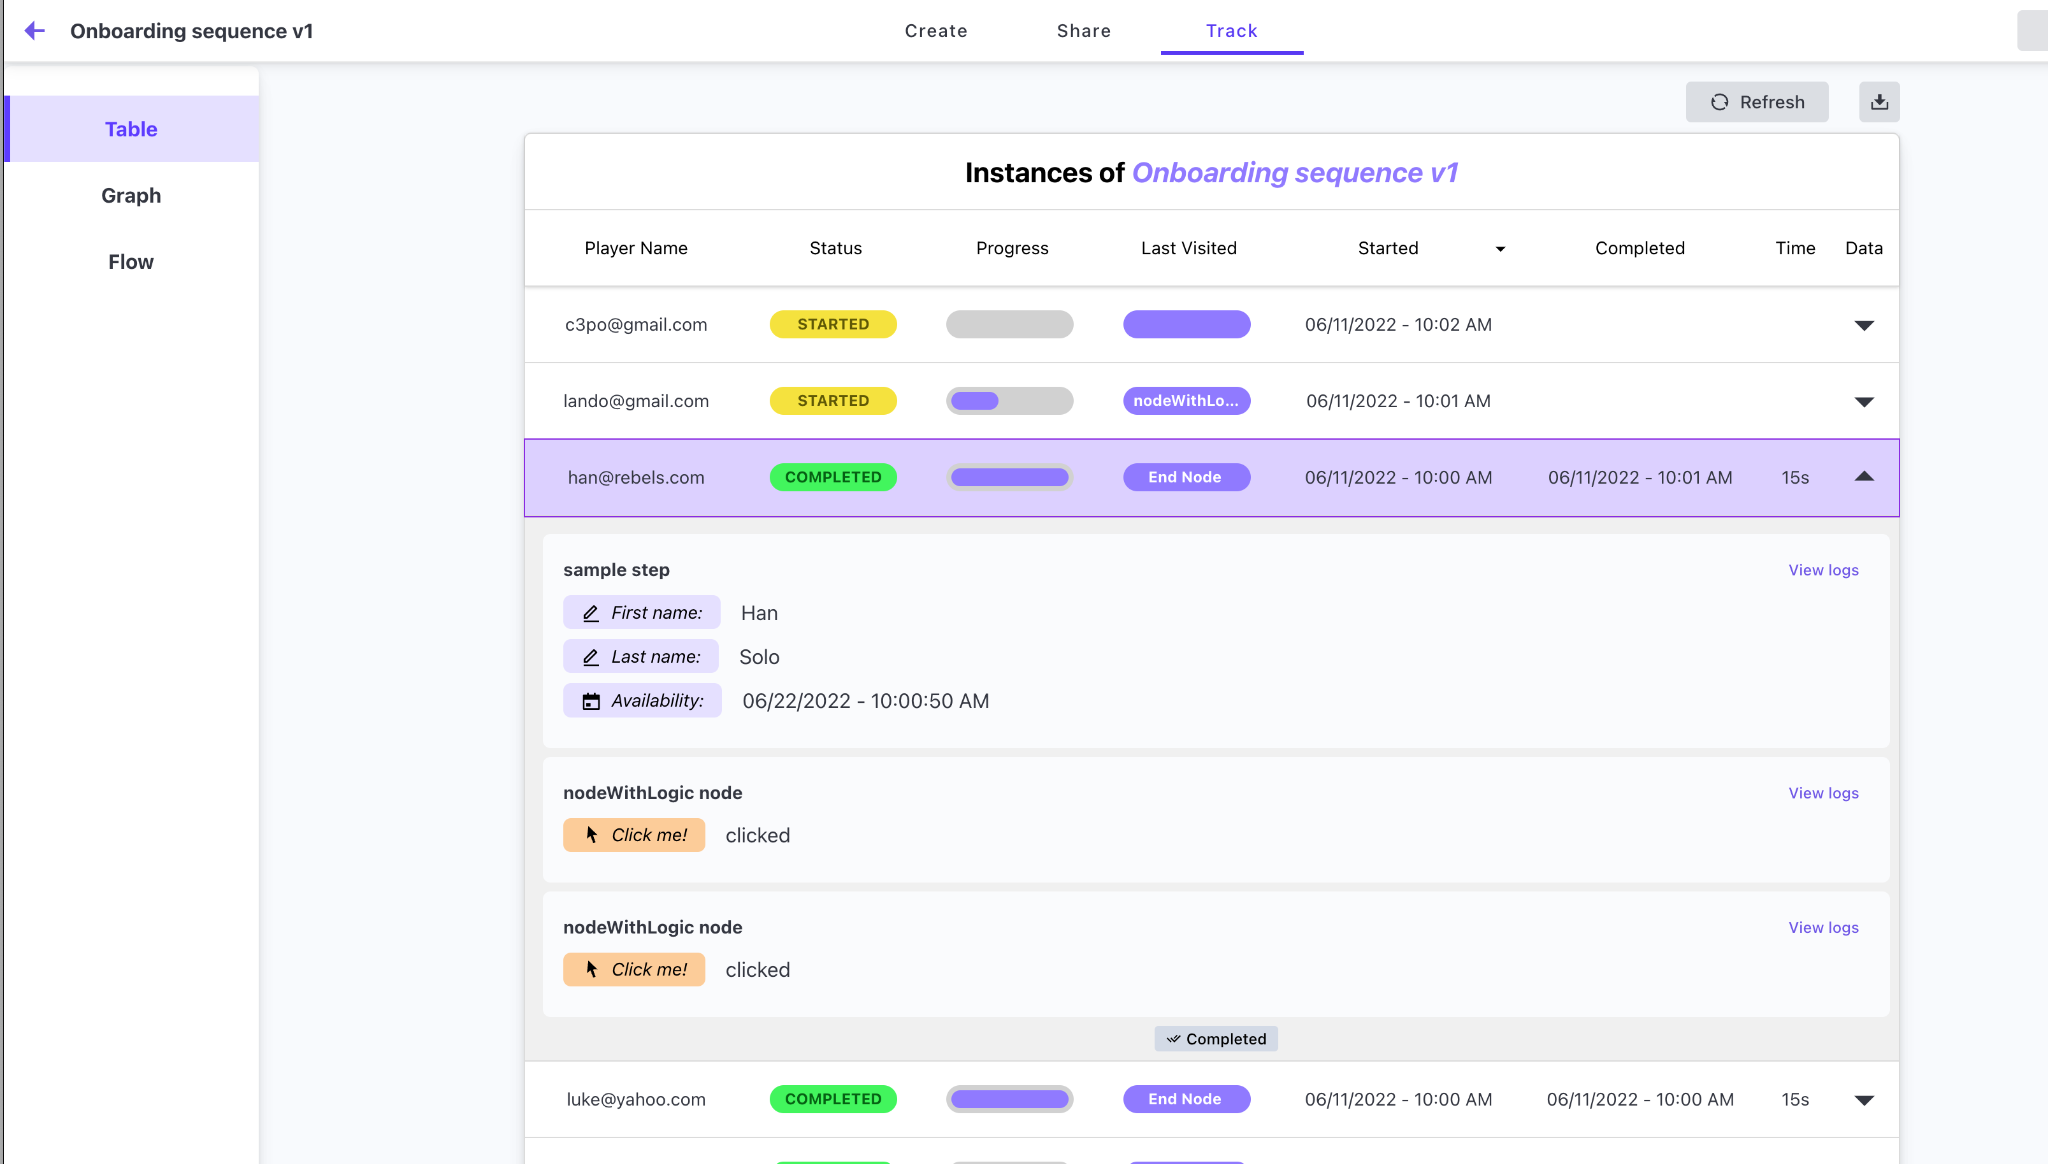 Onboarding sequence v1
Create Share Track
Table
Graph
Flow
Refresh
Instances of Onboarding sequence v1
Player Name Status Progress Last Visited Started Completed Time Data
c3po@gmail.com STARTED 06/11/2022 - 10:02 AM
lando@gmail.com STARTED nodeWithLo... 06/11/2022 - 10:01 AM
han@rebels.com COMPLETED End Node 06/11/2022 - 10:00 AM 06/11/2022 - 10:01 AM 15s
sample step View logs
First name: Han
Last name: Solo
Availability: 06/22/2022 - 10:00:50 AM
nodeWithLogic node View logs
Click me! clicked
nodeWithLogic node View logs
Click me! clicked
Completed
luke@yahoo.com COMPLETED End Node 06/11/2022 - 10:00 AM 06/11/2022 - 10:00 AM 15s